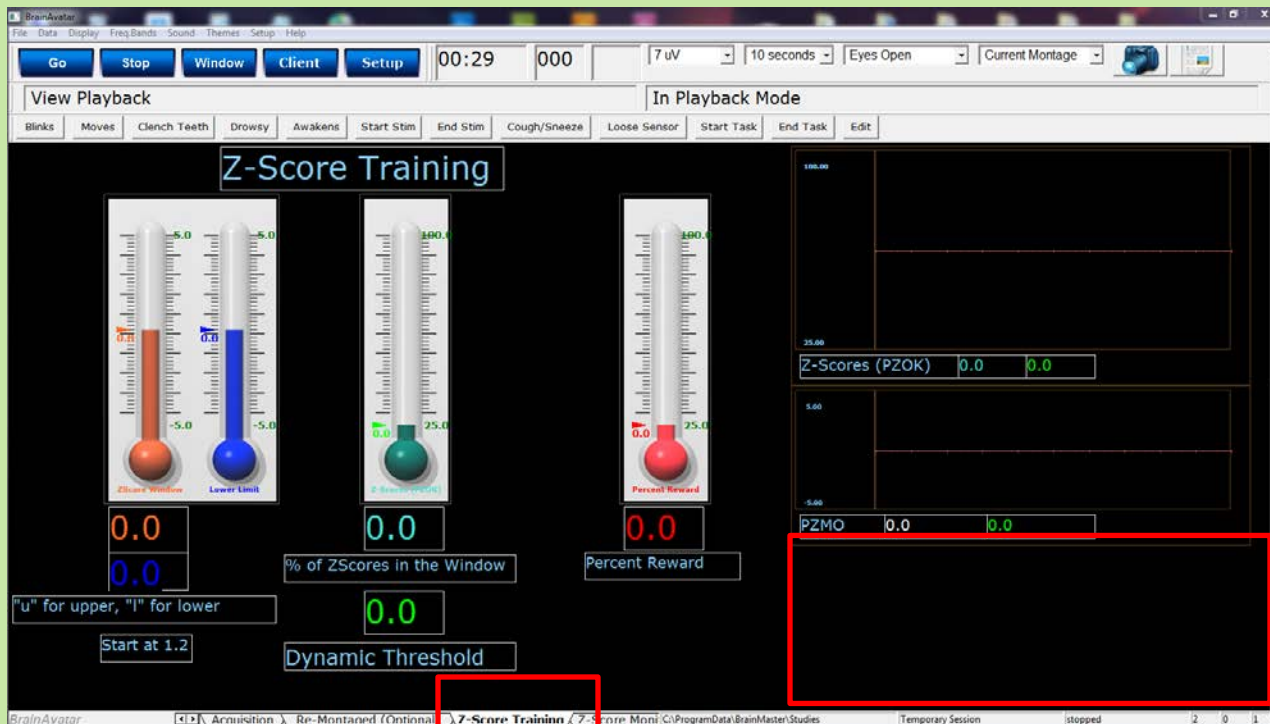 BrainAvatar
File Data Display Freq.Bands Sound Themes Setup Help
Go Stop Window Client Setup 00:29 000 7 uV 10 seconds Eyes Open Current Montage
View Playback In Playback Mode
Blinks Moves Clench Teeth Drowsy Awakens Start Stim End Stim Cough/Sneeze Loose Sensor Start Task End Task Edit
Z-Score Training
5.0 5.0 100.0 100.0
0.0 0.0
-5.0 -5.0 0.0 25.0 0.0 25.0
ZScore Window Lower Limit Z-Scores (PZOK) Percent Reward
0.0 0.0 0.0
0.0
% of ZScores in the Window
Percent Reward
"u" for upper, "l" for lower
0.0
Start at 1.2
Dynamic Threshold
100.00
25.00
Z-Scores (PZOK) 0.0 0.0
5.00
-5.00
PZMO 0.0 0.0
BrainAvatar Acquisition Re-Montaged (Optional Z-Score Training Z-Score Moni C:\ProgramData\BrainMaster\Studies Temporary Session stopped 2 0 1